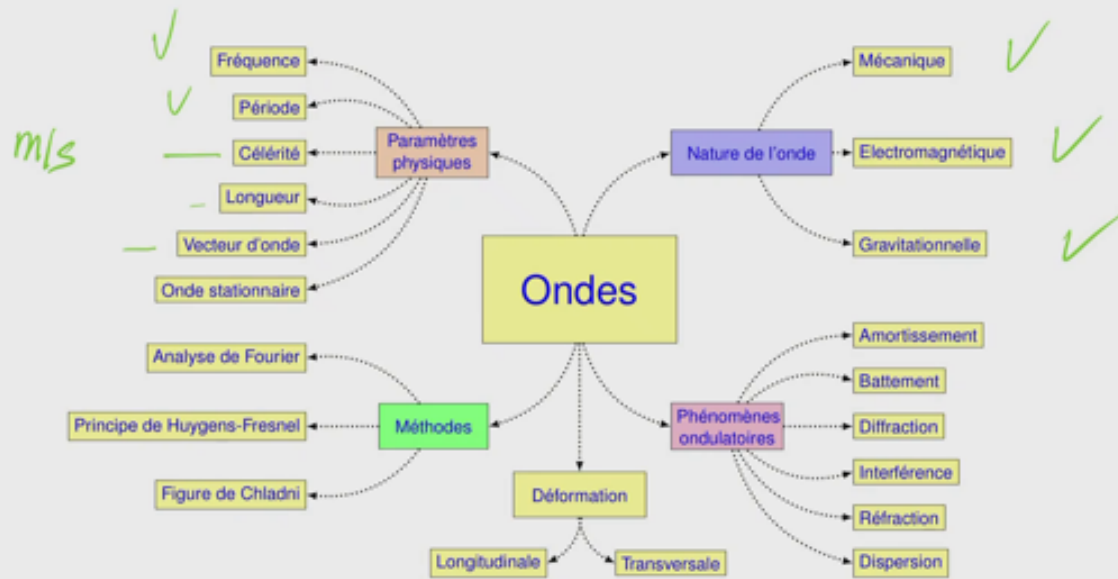 Fréquence
Période
m/s
Célérité
Longueur
Vecteur d'onde
Onde stationnaire
Paramètres
physiques
Nature de l'onde
Mécanique
Electromagnétique
Gravitationnelle
Ondes
Analyse de Fourier
Principe de Huygens-Fresnel
Figure de Chladni
Méthodes
Déformation
Longitudinale
Transversale
Phénomènes
ondulatoires
Amortissement
Battement
Diffraction
Interférence
Réfraction
Dispersion